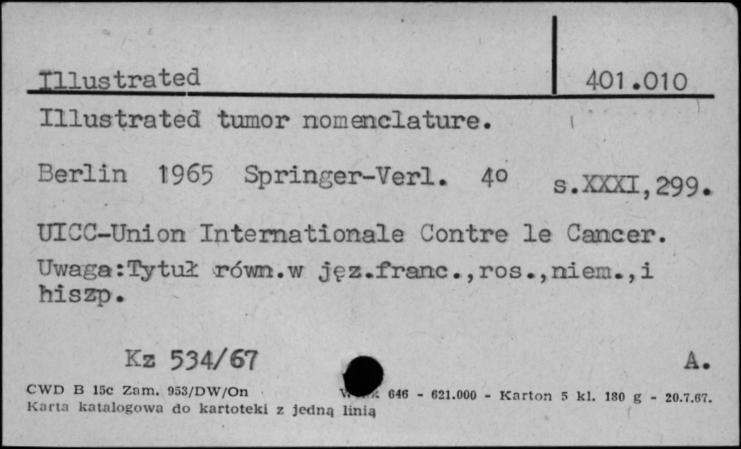 Illustrated 401.010
Illustrated tumor nomenclature.
Berlin 1965 Springer-Verl. 4o s.XXXI,299.
UICC-Union Internationale Contre le Cancer.
Uwaga:Tytuł równ.w jęz.franc.,ros.,niem.,i
hiszp.
Kz 534/67 A.
CWD B 15c Zam. 953/DW/On 646 - 621.000 - Karton 5 kl. 180 g - 20.7.67.
Karta katalogowa do kartoteki z jedną linią